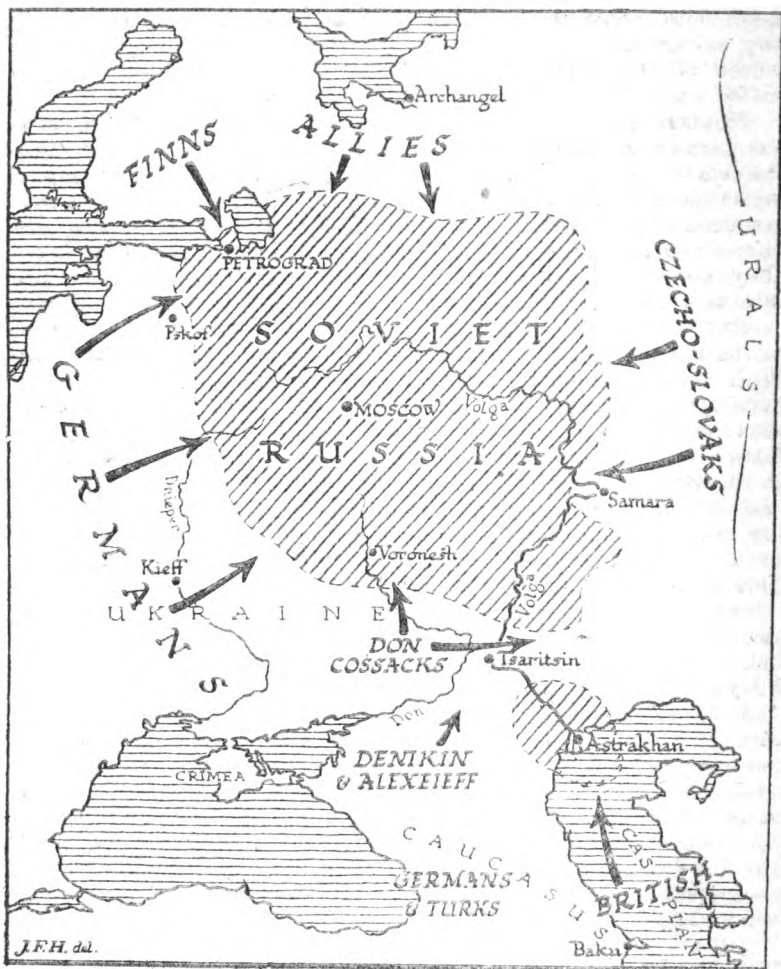 Archangel
ALLIES
FINNS
PETROGRAD
URALS
CZECHO-SLOVAKS
Pskof
SOVIET
GERMANS
MOSCOW
Volga
RUSSIA
Samara
Dnieper
Voronesh
Kieff
Volga
UKRAINE
DON
COSSACKS
Tsaritsin
Don
Astrakhan
DENIKIN
& ALEXEIEFF
CRIMEA
CAUCASUS
CASPIAN
GERMANS
& TURKS
BRITISH
J.F.H. del.
Baku